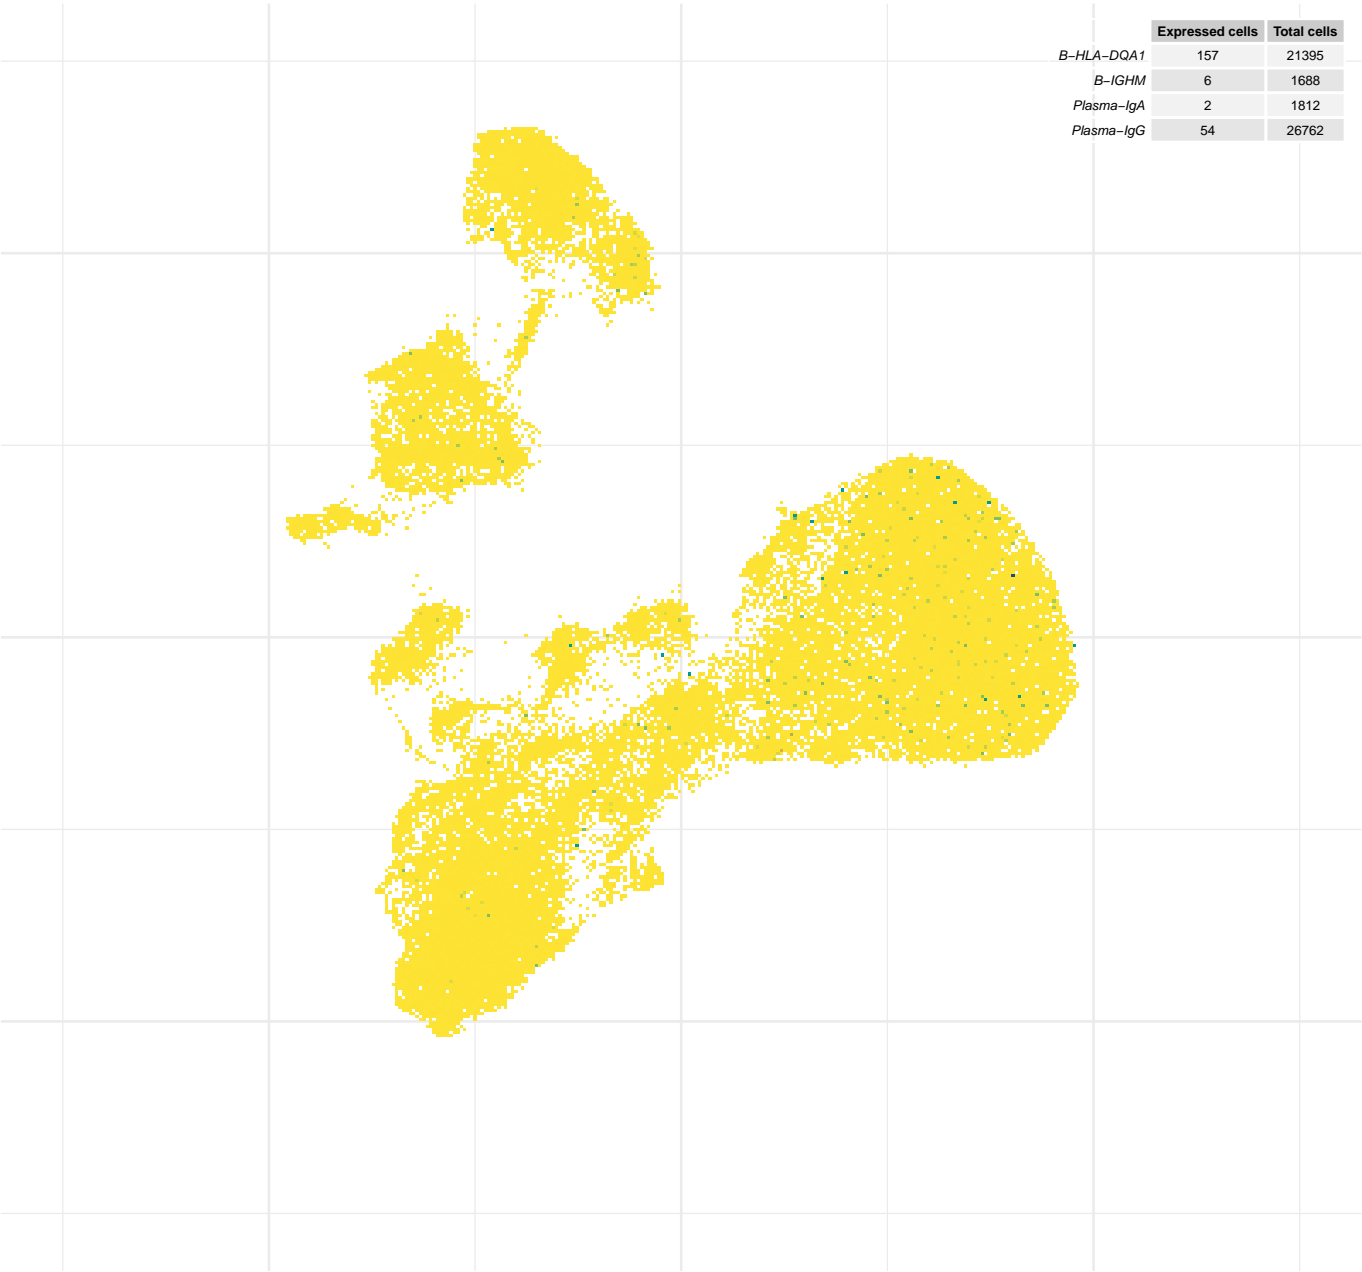 Expressed cells Total cells
B−HLA−DQA1 157 21395
B−IGHM 6 1688
Plasma−IgA 2 1812
Plasma−IgG 54 26762